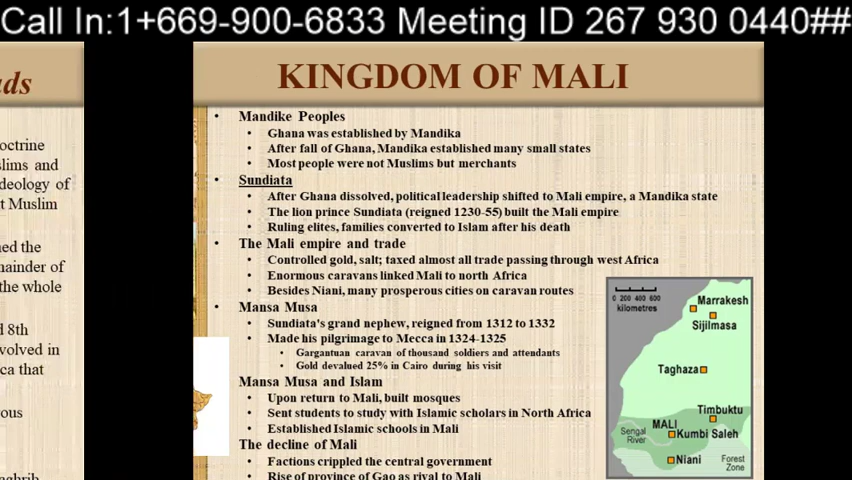 Call In:1+669-900-6833 Meeting ID 267 930 0440##
ads
octrine
slims and
deology of
t Muslim
ned the
mainder of
the whole
d 8th
volved in
ca that
ous
KINGDOM OF MALI
• Mandike Peoples
• Ghana was established by Mandika
• After fall of Ghana, Mandika established many small states
• Most people were not Muslims but merchants
• Sundiata
• After Ghana dissolved, political leadership shifted to Mali empire, a Mandika state
• The lion prince Sundiata (reigned 1230-55) built the Mali empire
• Ruling elites, families converted to Islam after his death
• The Mali empire and trade
• Controlled gold, salt; taxed almost all trade passing through west Africa
• Enormous caravans linked Mali to north Africa
• Besides Niani, many prosperous cities on caravan routes
• Mansa Musa
• Sundiata's grand nephew, reigned from 1312 to 1332
• Made his pilgrimage to Mecca in 1324-1325
• Gargantuan caravan of thousand soldiers and attendants
• Gold devalued 25% in Cairo during his visit
Mansa Musa and Islam
• Upon return to Mali, built mosques
• Sent students to study with Islamic scholars in North Africa
• Established Islamic schools in Mali
The decline of Mali
• Factions crippled the central government
• Rise of province of Gao as rival to Mali
0 200 400 600
kilometres
Marrakesh
Sijilmasa
Taghaza
Timbuktu
MALI
Sengal
River
Kumbi Saleh
Niani
Forest
Zone